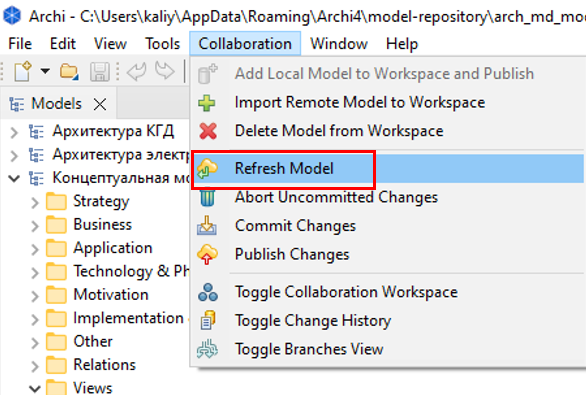 Archi - C:\Users\kaliy\AppData\Roaming\Archi4\model-repository\arch_md_mo
File Edit View Tools Collaboration Window Help
Add Local Model to Workspace and Publish
Import Remote Model to Workspace
Delete Model from Workspace
Refresh Model
Abort Uncommitted Changes
Commit Changes
Publish Changes
Toggle Collaboration Workspace
Toggle Change History
Toggle Branches View
Models
Архитектура КГД
Архитектура электр
Концептуальная мо
Strategy
Business
Application
Technology & Ph
Motivation
Implementation
Other
Relations
Views